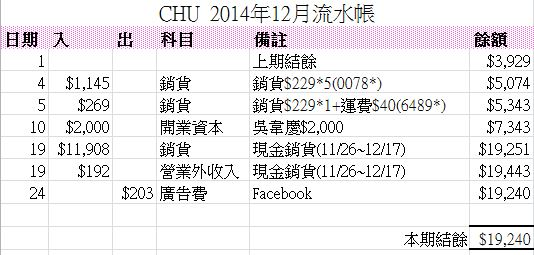 CHU 2014年12月流水帳
日期 入 出 科目 備註 餘額
1 上期結餘 $3,929
4 $1,145 銷貨 銷貨$229*5(0078*) $5,074
5 $269 銷貨 銷貨$229*1+運費$40(6489*) $5,343
10 $2,000 開業資本 吳韋慶$2,000 $7,343
19 $11,908 銷貨 現金銷貨(11/26~12/17) $19,251
19 $192 營業外收入 現金銷貨(11/26~12/17) $19,443
24 $203 廣告費 Facebook $19,240
本期結餘 $19,240